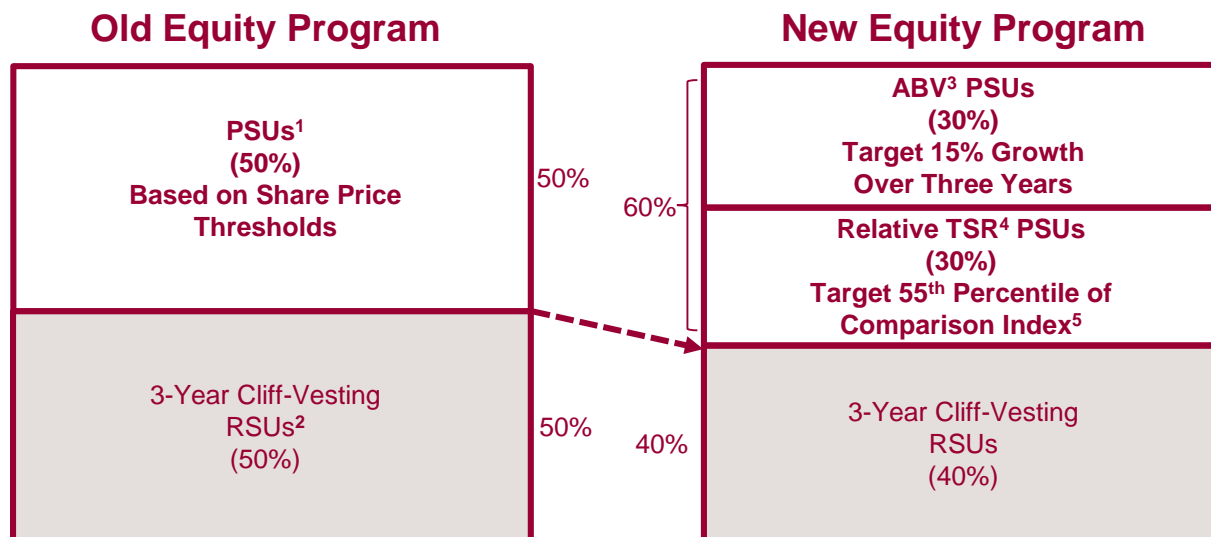 Old Equity Program
PSUs¹
(50%)
Based on Share Price
Thresholds
50%
3-Year Cliff-Vesting
RSUs²
(50%)
50%
New Equity Program
60%
ABV³ PSUs
(30%)
Target 15% Growth
Over Three Years
Relative TSR⁴ PSUs
(30%)
Target 55ᵗʰ Percentile of
Comparison Index⁵
40%
3-Year Cliff-Vesting
RSUs
(40%)